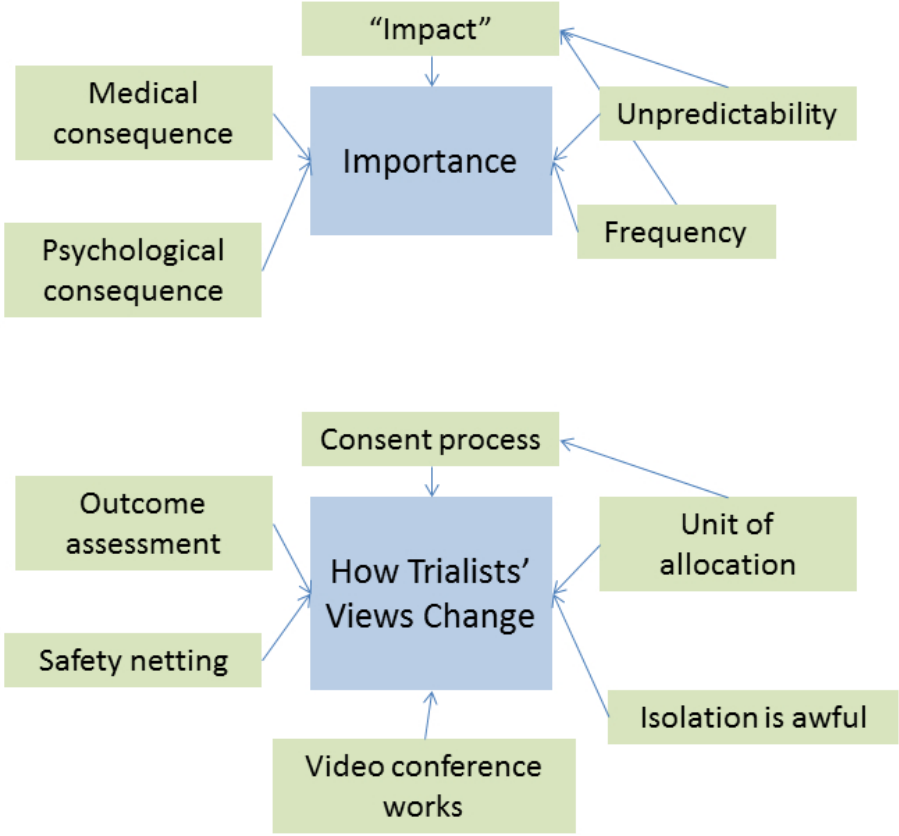 “Impact”
Medical
consequence
Importance
Unpredictability
Frequency
Psychological
consequence
Consent process
Outcome
assessment
How Trialists’
Views Change
Unit of
allocation
Safety netting
Isolation is awful
Video conference
works